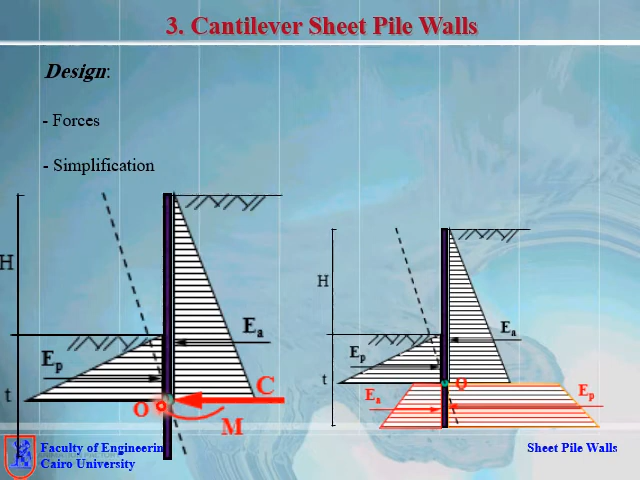 3. Cantilever Sheet Pile Walls
Design:
- Forces
- Simplification
H
Ea
Ep
t
C
O
M
H
Ea
Ep
t
O
Ea
Ep
Faculty of Engineerin
Cairo University
Sheet Pile Walls